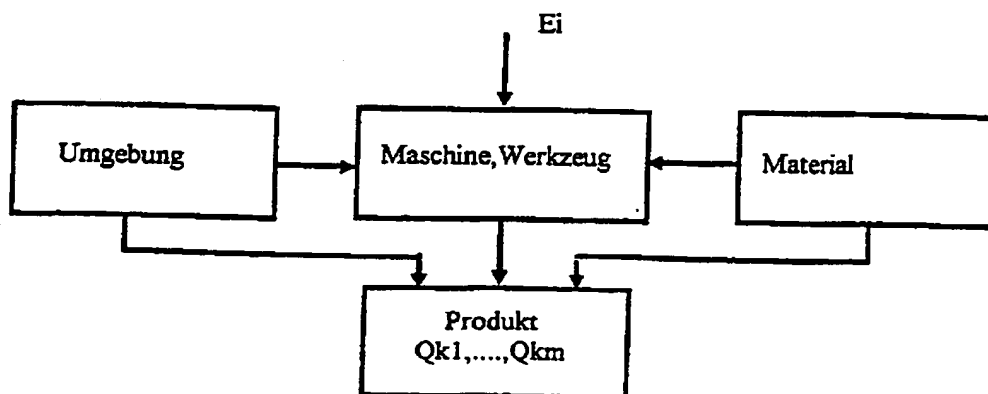 Ei
Umgebung
Maschine,Werkzeug
Material
Produkt
Qk1,....,Qkm